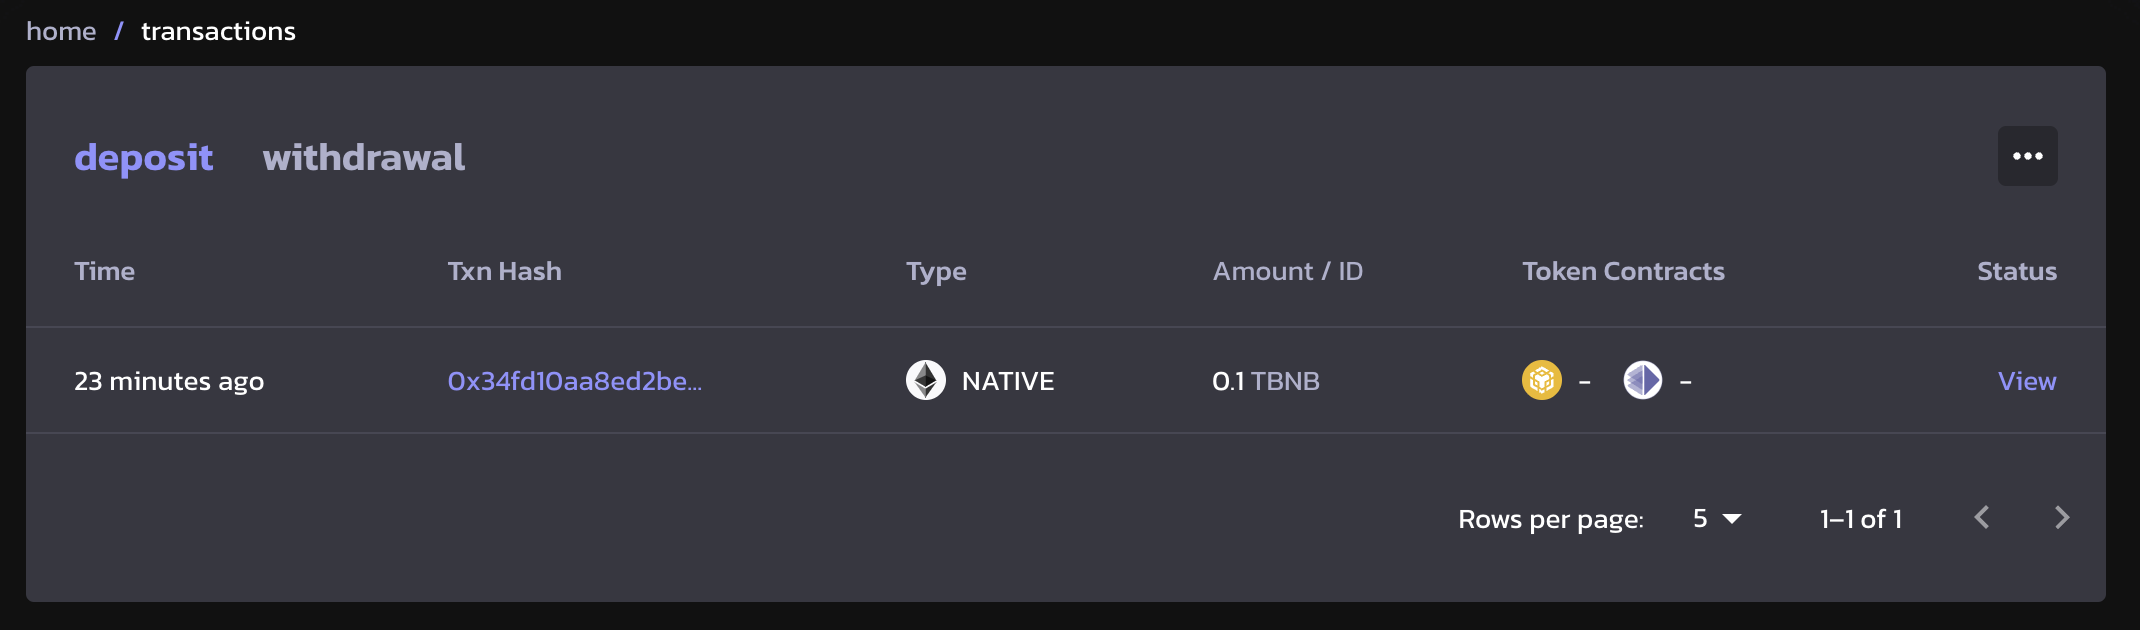 home / transactions
deposit withdrawal
Time Txn Hash Type Amount / ID Token Contracts Status
23 minutes ago 0x34fd10aa8ed2be... NATIVE 0.1 TBNB - - View
Rows per page: 5 1–1 of 1